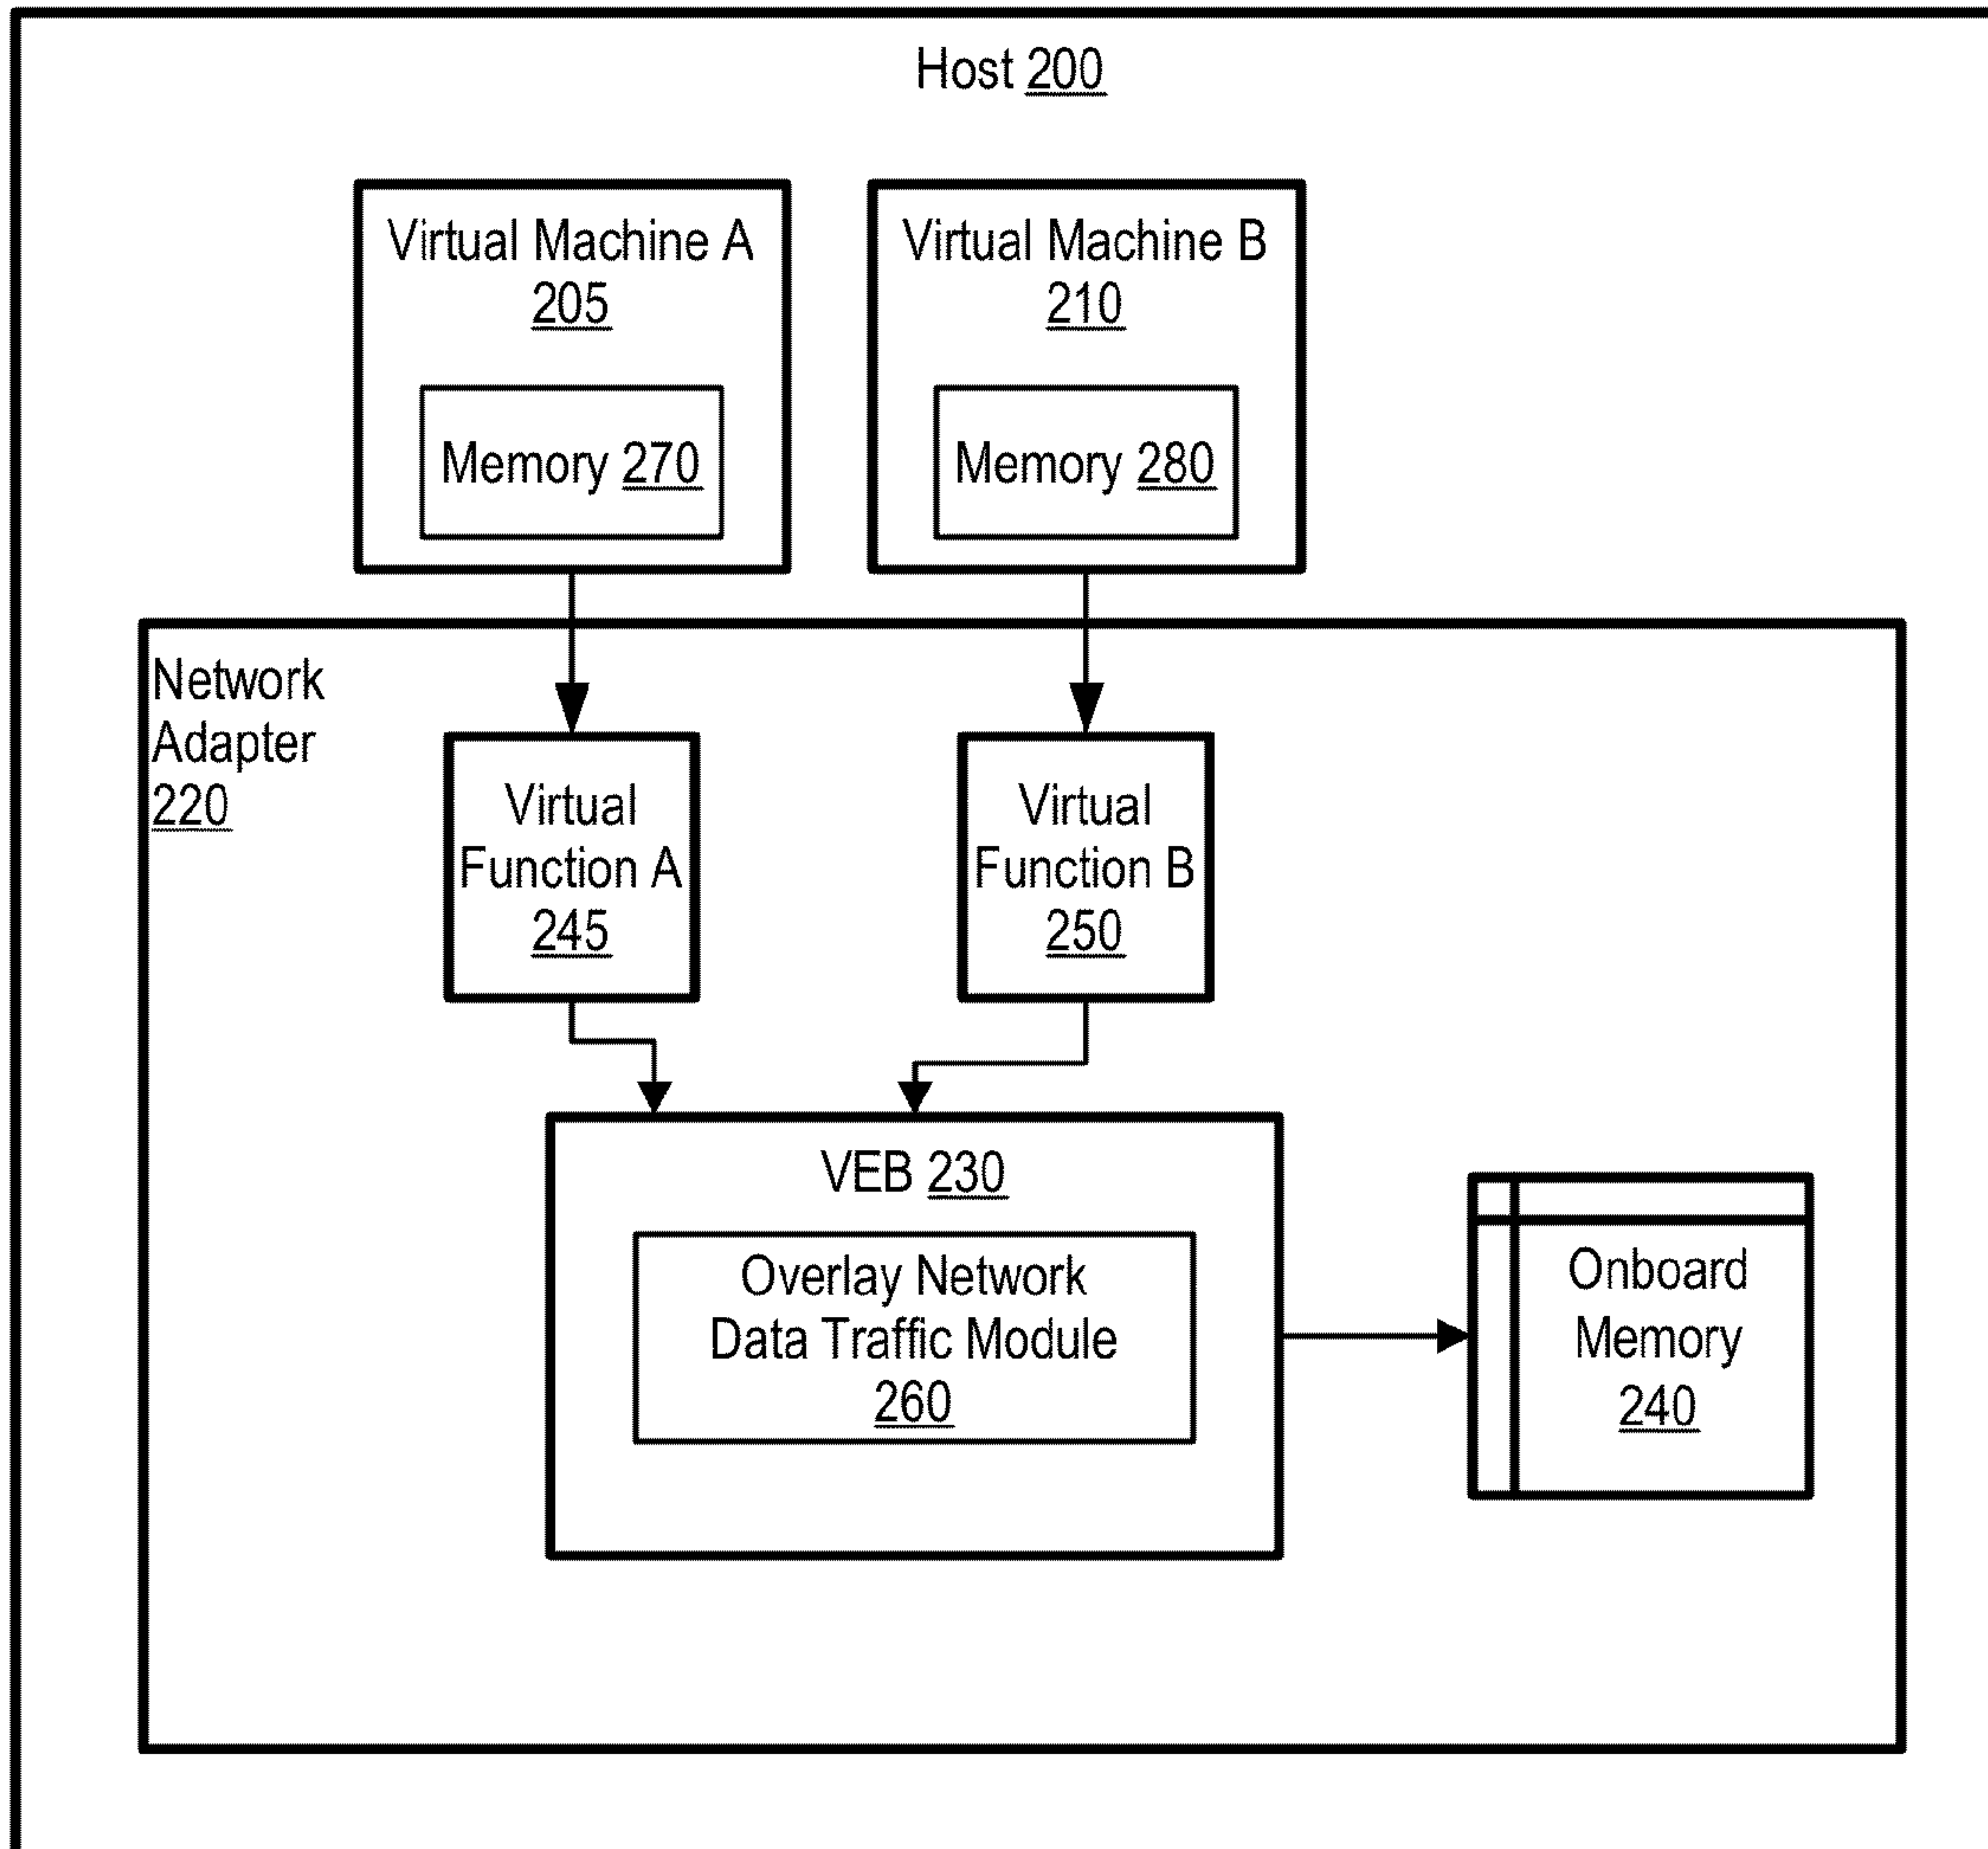 Host 200
Virtual Machine A
205
Memory 270
Virtual Machine B
210
Memory 280
Network
Adapter
220
Virtual
Function A
245
Virtual
Function B
250
VEB 230
Overlay Network
Data Traffic Module
260
Onboard
Memory
240